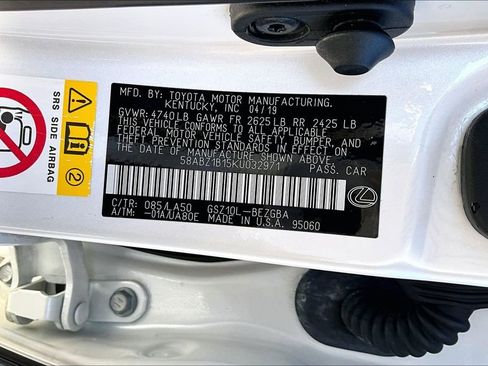 MFD. BY: TOYOTA MOTOR MANUFACTURING,
KENTUCKY, INC 04/19
GVWR: 4740LB GAWR FR 2625LB RR 2425 LB
THIS VEHICLE CONFORMS TO ALL APPLICABLE
FEDERAL MOTOR VEHICLE SAFETY, BUMPER, AND
THEFT PREVENTION STANDARDS IN EFFECT ON
THE DATE OF MANUFACTURE SHOWN ABOVE.
58ABZ1B15KU032971 PASS. CAR
C/TR: 085/LA50 GSZ10L-BEZGBA
A/TM: -01A/UA80E MADE IN U.S.A. 95060
SRS SIDE AIRBAG
2